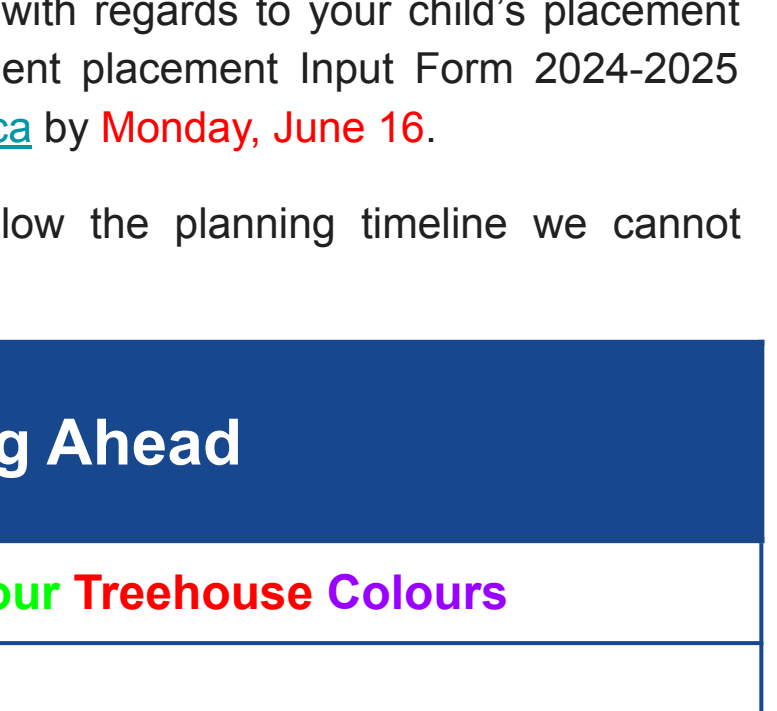 with regards to your child's placement
ent placement Input Form 2024-2025
ca by Monday, June 16.
low the planning timeline we cannot
g Ahead
our Treehouse Colours